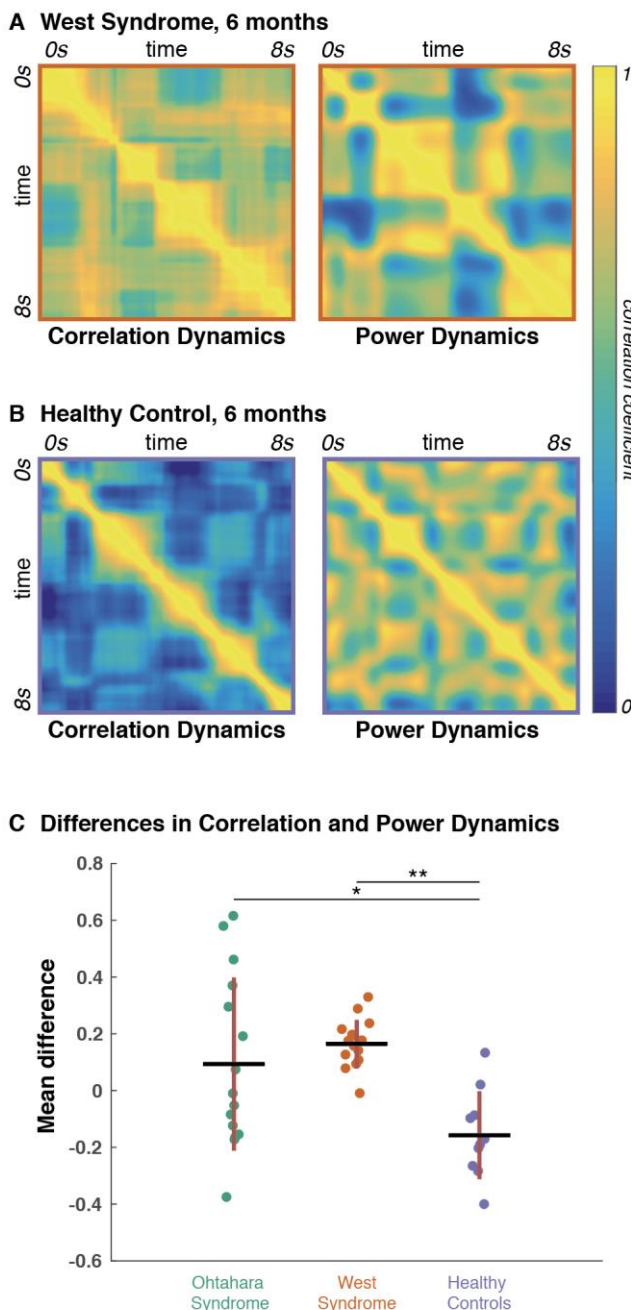 A West Syndrome, 6 months
0s time 8s 0s time 8s
0s
time
8s
Correlation Dynamics Power Dynamics
1
correlation coefficient
0
B Healthy Control, 6 months
0s time 8s 0s time 8s
0s
time
8s
Correlation Dynamics Power Dynamics
C Differences in Correlation and Power Dynamics
Mean difference
0.8
0.6
0.4
0.2
0
-0.2
-0.4
-0.6
**
*
Ohtahara West Healthy
Syndrome Syndrome Controls